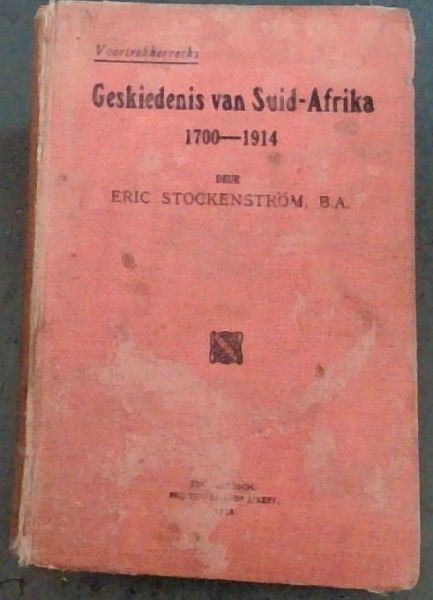 Voortrekkerreeks
Geskiedenis van Suid-Afrika
1700—1914
DEUR
ERIC STOCKENSTRÖM, B.A.